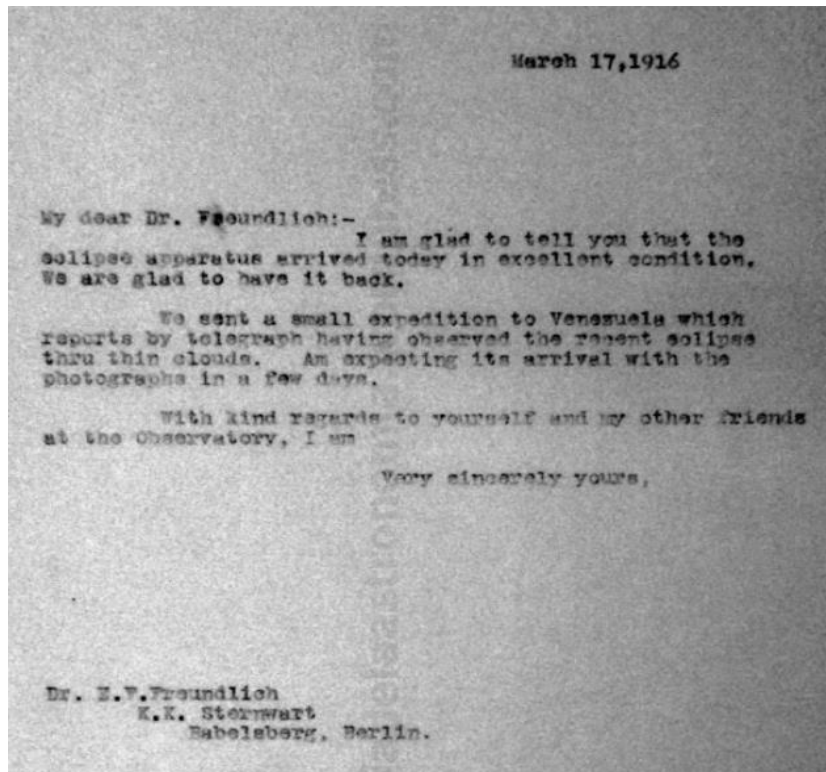 March 17,1916
My dear Dr. Freundlich:-
I am glad to tell you that the
eclipse apparatus arrived today in excellent condition.
We are glad to have it back.
We sent a small expedition to Venezuela which
reports by telegraph having observed the recent eclipse
thru thin clouds. Am expecting its arrival with the
photographs in a few days.
With kind regards to yourself and my other friends
at the Observatory, I am
Very sincerely yours,
Dr. E.F.Freundlich
K.K. Sternwart
Babelsberg, Berlin.